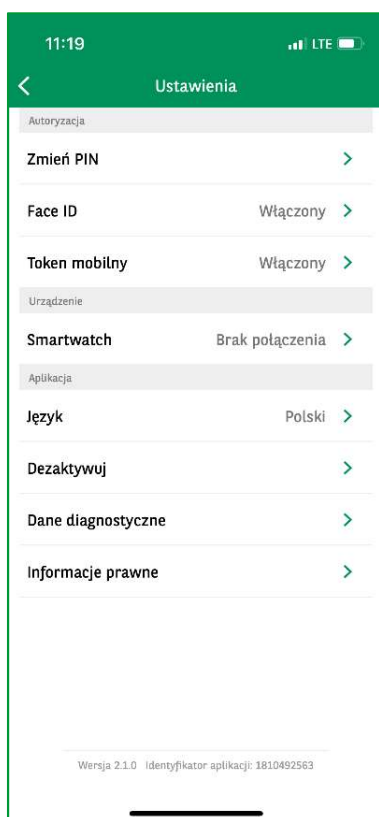 11:19 LTE
Ustawienia
Autoryzacja
Zmień PIN
Face ID Włączony
Token mobilny Włączony
Urządzenie
Smartwatch Brak połączenia
Aplikacja
Język Polski
Dezaktywuj
Dane diagnostyczne
Informacje prawne
Wersja 2.1.0 Identyfikator aplikacji: 1810492563